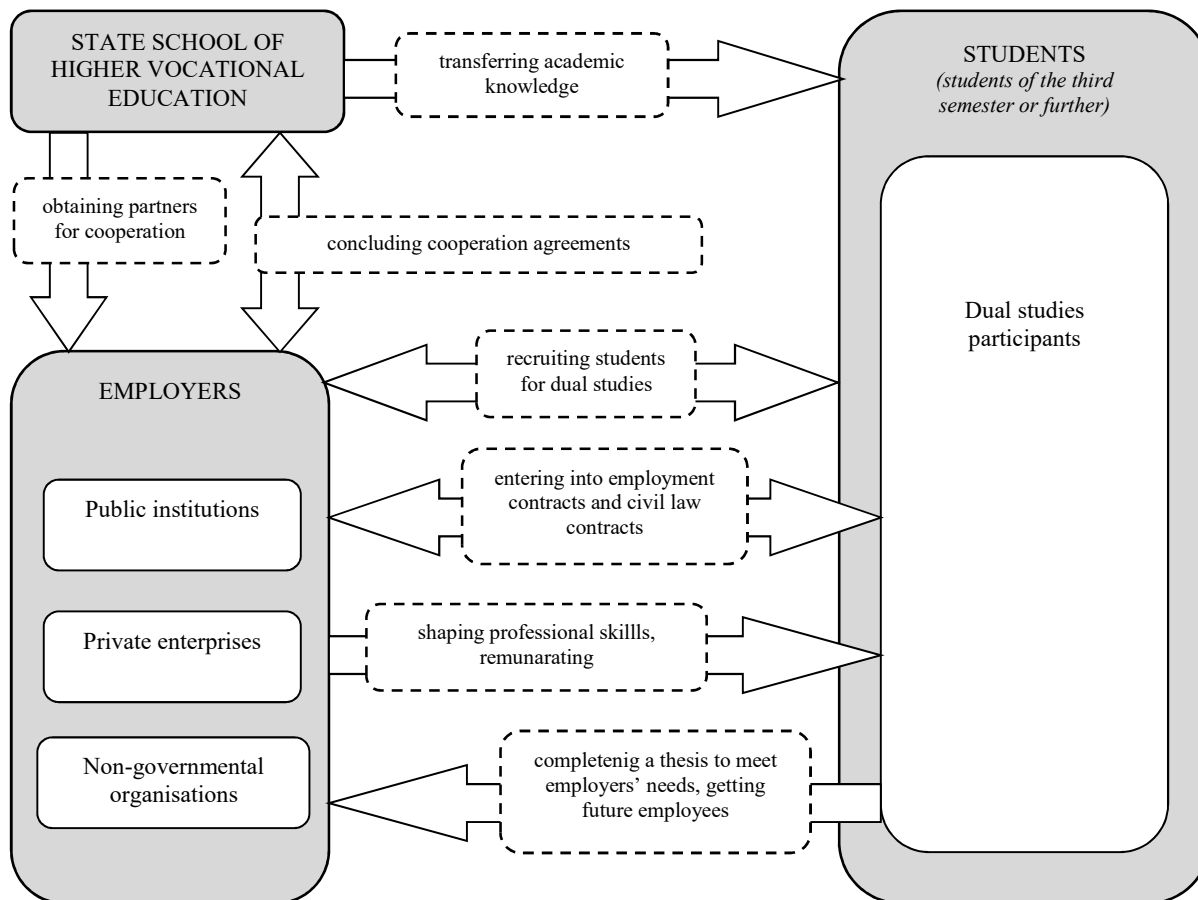 STATE SCHOOL OF
HIGHER VOCATIONAL
EDUCATION
transferring academic
knowledge
STUDENTS
(students of the third
semester or further)
obtaining partners
for cooperation
concluding cooperation agreements
Dual studies
participants
recruiting students
for dual studies
EMPLOYERS
entering into employment
contracts and civil law
contracts
Public institutions
shaping professional skillls,
remunarating
Private enterprises
completenig a thesis to meet
employers’ needs, getting
future employees
Non-governmental
organisations